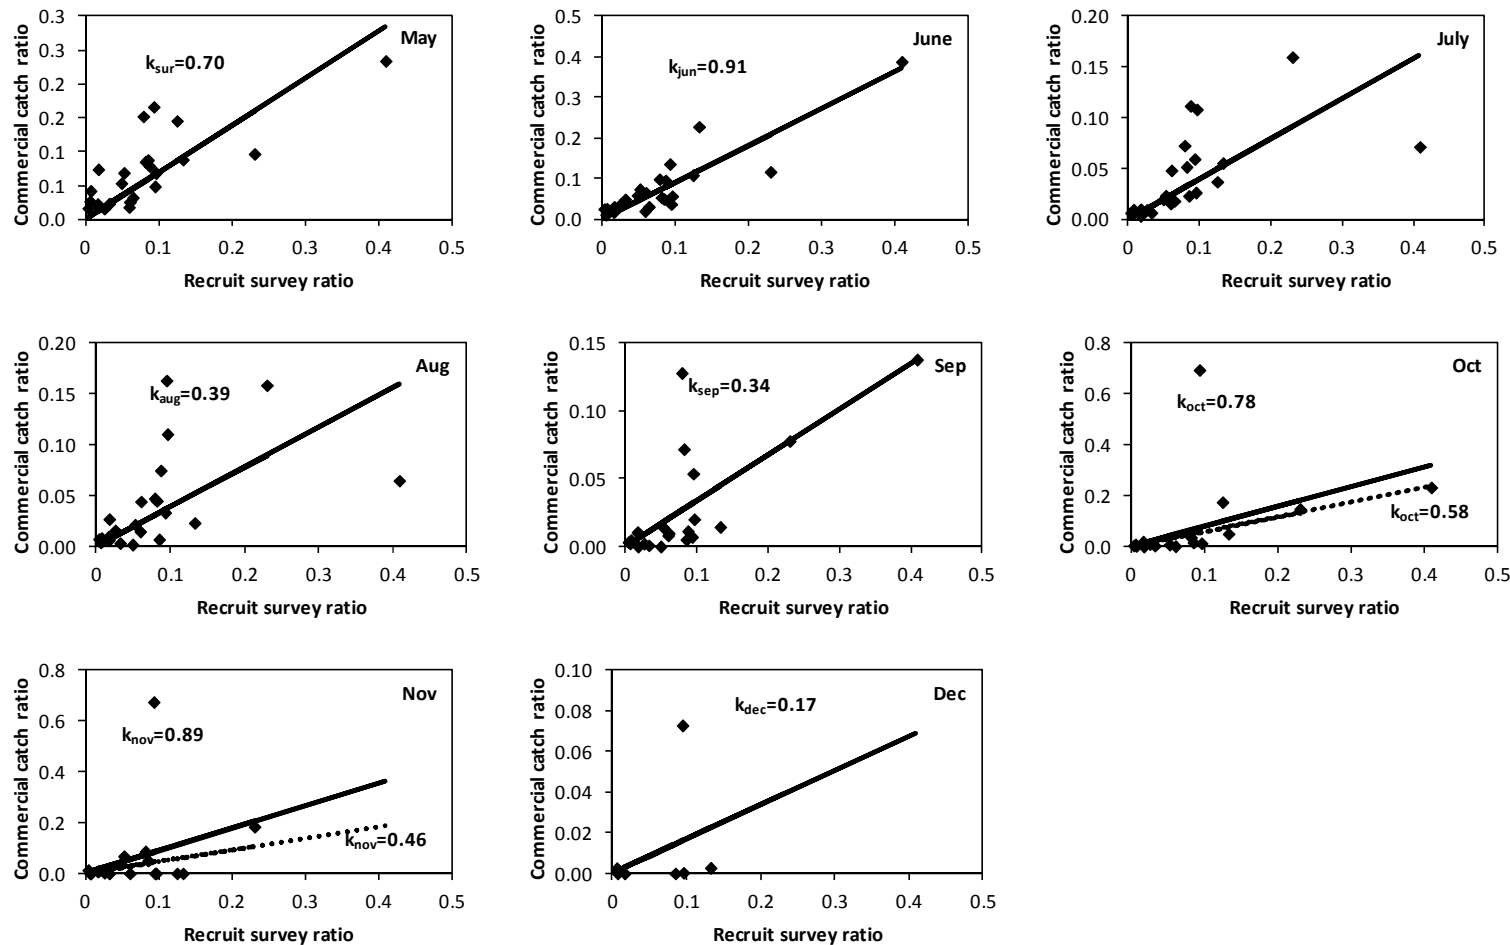 May
k_sur=0.70
Commercial catch ratio
0.3
0.3
0.2
0.2
0.1
0.1
0.0
0 0.1 0.2 0.3 0.4 0.5
Recruit survey ratio
June
k_jun=0.91
Commercial catch ratio
0.5
0.4
0.3
0.2
0.1
0.0
0 0.1 0.2 0.3 0.4 0.5
Recruit survey ratio
July
Commercial catch ratio
0.20
0.15
0.10
0.05
0.00
0 0.1 0.2 0.3 0.4 0.5
Recruit survey ratio
Aug
k_aug=0.39
Commercial catch ratio
0.20
0.15
0.10
0.05
0.00
0 0.1 0.2 0.3 0.4 0.5
Recruit survey ratio
Sep
k_sep=0.34
Commercial catch ratio
0.15
0.10
0.05
0.00
0 0.1 0.2 0.3 0.4 0.5
Recruit survey ratio
Oct
k_oct=0.78
k_oct=0.58
Commercial catch ratio
0.8
0.6
0.4
0.2
0.0
0 0.1 0.2 0.3 0.4 0.5
Recruit survey ratio
Nov
k_nov=0.89
k_nov=0.46
Commercial catch ratio
0.8
0.6
0.4
0.2
0.0
0 0.1 0.2 0.3 0.4 0.5
Recruit survey ratio
Dec
k_dec=0.17
Commercial catch ratio
0.10
0.08
0.06
0.04
0.02
0.00
0 0.1 0.2 0.3 0.4 0.5
Recruit survey ratio